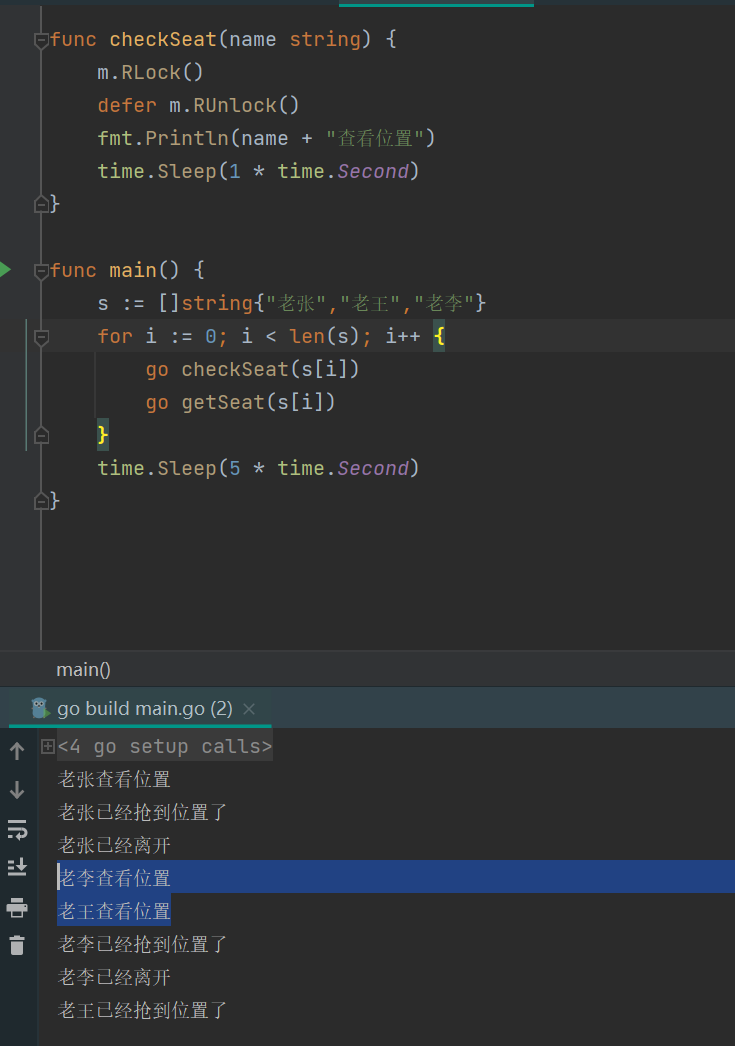 func checkSeat(name string) {
m.RLock()
defer m.RUnlock()
fmt.Println(name + "查看位置")
time.Sleep(1 * time.Second)
}
func main() {
s := []string{"老张","老王","老李"}
for i := 0; i < len(s); i++ {
go checkSeat(s[i])
go getSeat(s[i])
}
time.Sleep(5 * time.Second)
}
main()
go build main.go (2)
<4 go setup calls>
老张查看位置
老张已经抢到位置了
老张已经离开
老李查看位置
老王查看位置
老李已经抢到位置了
老李已经离开
老王已经抢到位置了